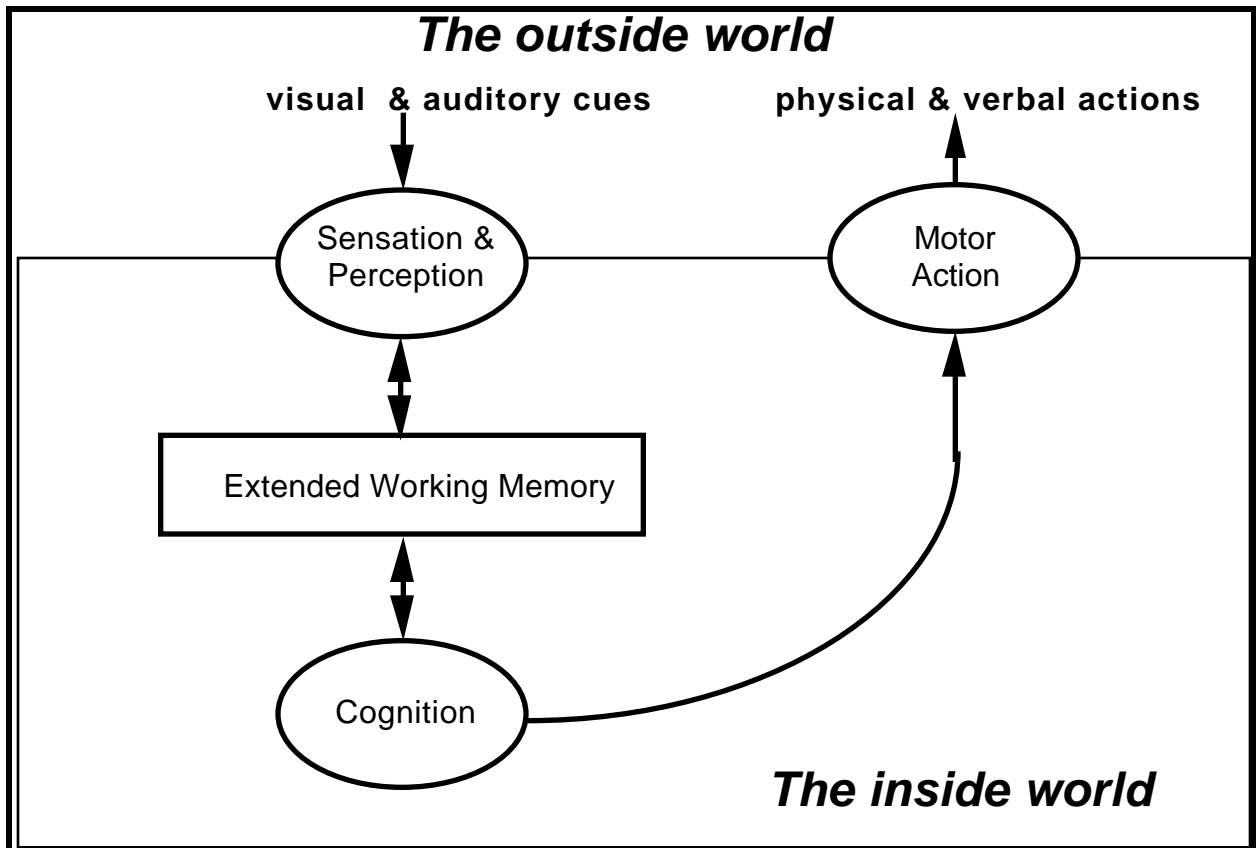 The outside world
visual & auditory cues
physical & verbal actions
Sensation &
Perception
Motor
Action
Extended Working Memory
Cognition
The inside world